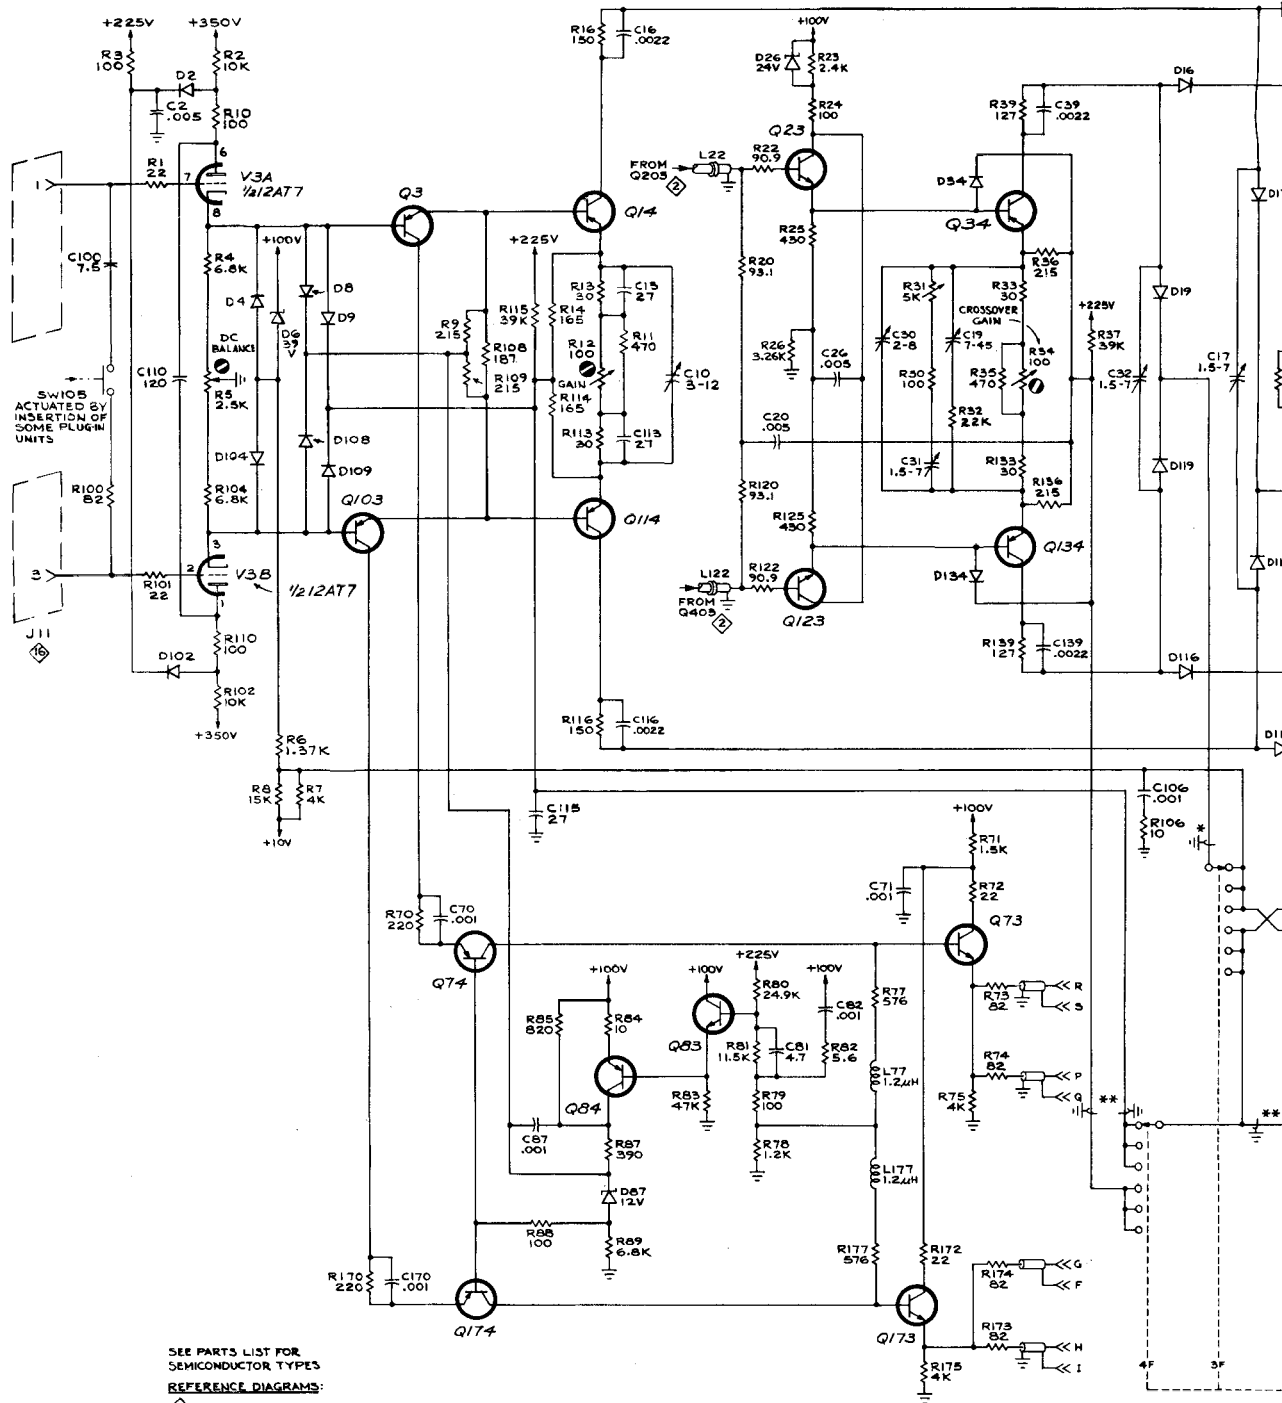 +225V
+350V
R3
100
R2
10K
D2
C2
.005
R10
100
R1
22
1
7
6
8
V3A
1/2 12AT7
C100
7.5
R4
6.8K
+100V
D4
D6
39
V
D8
D9
DC
BALANCE
C110
120
R5
2.5K
SW105
ACTUATED BY
INSERTION OF
SOME PLUG-IN
UNITS
D104
D108
D109
R100
82
R104
6.8K
3
3
2
1
V3B
1/2 12AT7
R101
22
J11
16
R110
100
D102
R102
10K
+350V
R6
1.37K
R8
15K
R7
4K
+10V
Q3
Q103
R9
215
R108
187
R109
215
+225V
R115
39K
R14
165
R114
165
R13
30
R12
100
GAIN
R113
30
C13
27
R11
470
C113
27
C10
3-12
R16
150
C16
.0022
Q14
Q114
R116
150
C116
.0022
C115
27
+100V
D26
24V
R23
2.4K
R24
100
Q23
FROM
Q203
2
L22
R22
90.9
R25
430
R20
93.1
R26
3.26K
C26
.005
C20
.005
R120
93.1
R125
430
L122
FROM
Q403
2
R122
90.9
Q123
R39
127
C39
.0022
D34
Q34
R36
215
R31
5K
R33
30
CROSSOVER
GAIN
C30
2-8
C19
7-45
R34
100
R30
100
R35
470
R32
22K
C31
1.5-7
R133
30
R136
215
Q134
D134
R139
127
C139
.0022
+225V
R37
39K
D16
D19
C32
1.5-7
C17
1.5-7
D119
D116
C106
.001
R106
10
*
R70
220
C70
.001
Q74
+100V
R85
820
R84
10
Q84
C87
.001
R87
390
D87
12V
R88
100
R89
6.8K
R170
220
C170
.001
Q174
+100V
Q83
R83
47K
+225V
R80
24.9K
R81
11.5K
C81
4.7
R79
100
R78
1.2K
+100V
C82
.001
R82
5.6
+100V
R71
1.5K
C71
.001
R72
22
Q73
R77
576
L77
1.2µH
L177
1.2µH
R177
576
R172
22
Q173
R73
82
R
S
R74
82
P
Q
R75
4K
**
**
R174
82
G
F
R173
82
H
I
R175
4K
4F
3F
SEE PARTS LIST FOR
SEMICONDUCTOR TYPES
REFERENCE DIAGRAMS: